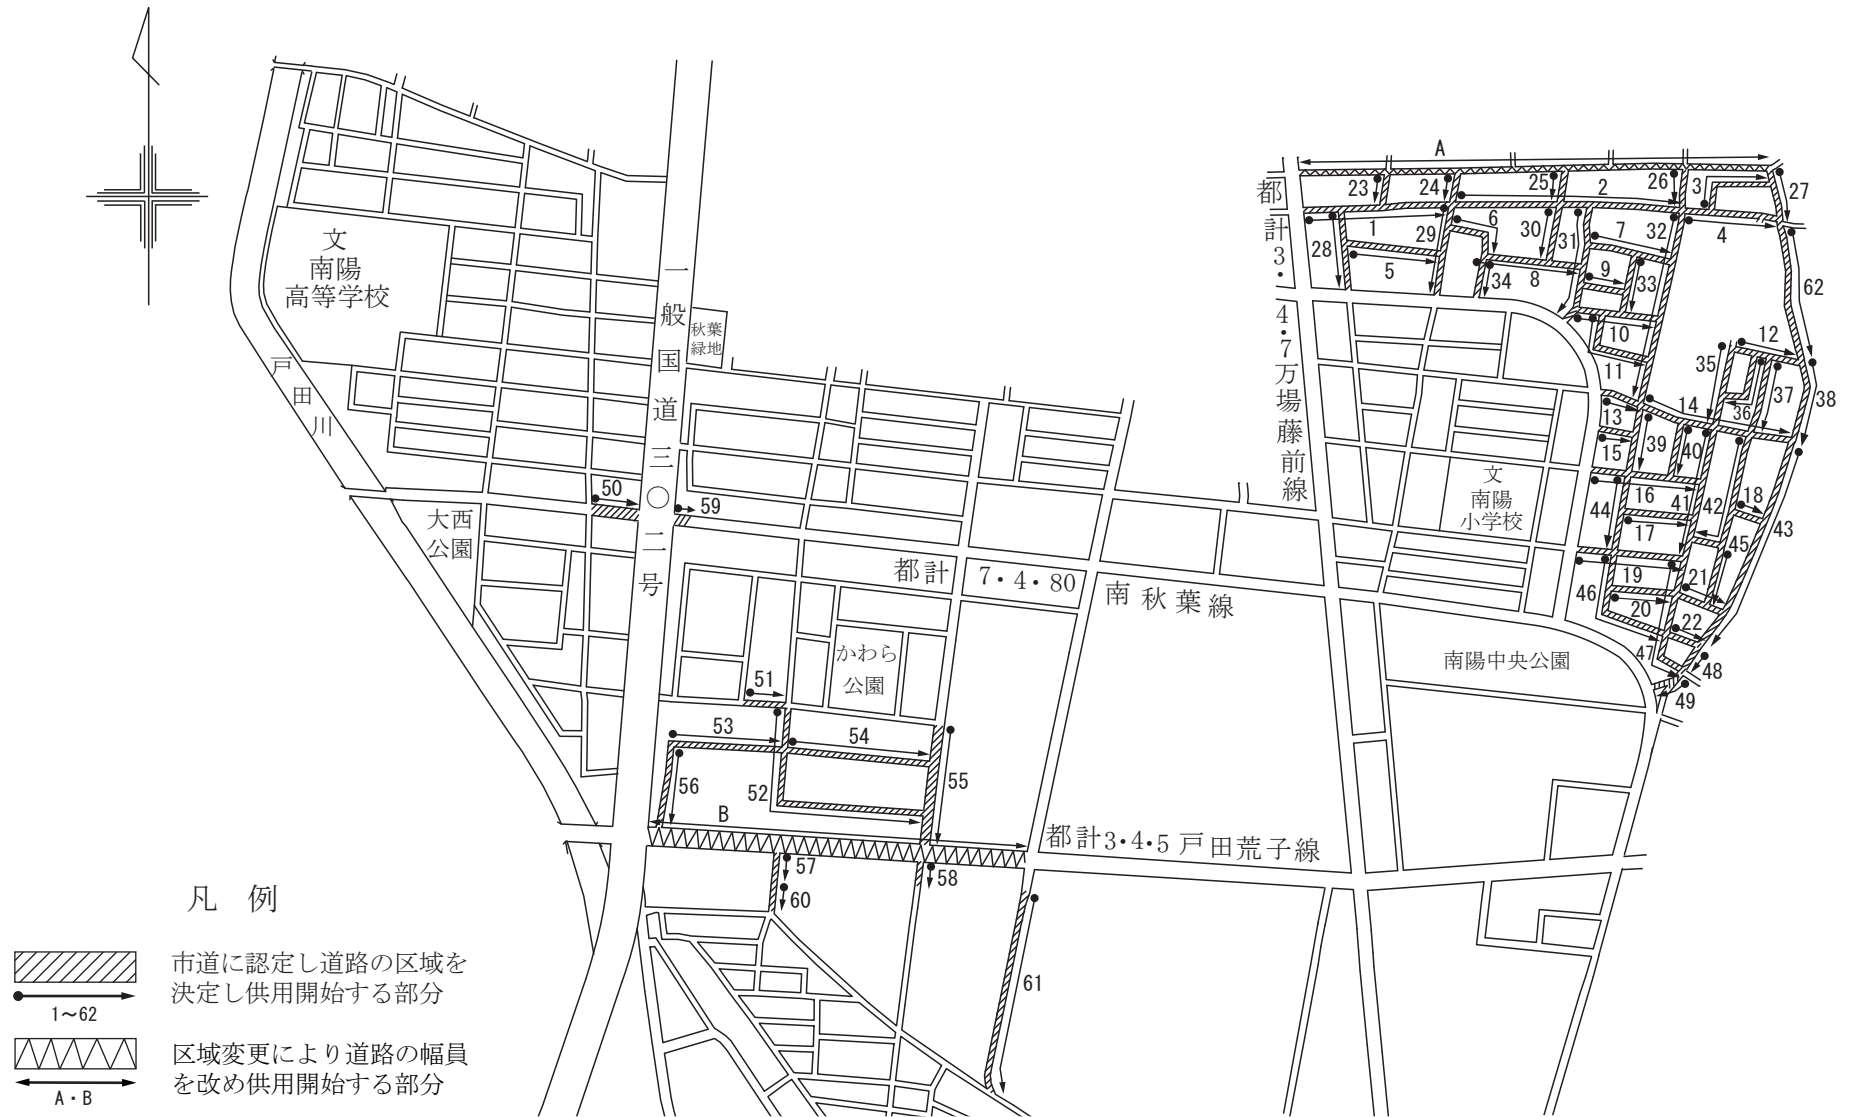 A
23
24
25
2
26
3
27
都計3・4・7万場藤前線
1
6
30
31
7
32
4
28
29
5
34
8
9
33
62
10
11
12
35
36
37
38
13
14
15
39
40
16
41
42
18
43
44
17
45
19
21
46
20
22
47
48
49
文
南陽
高等学校
戸田川
一般国道三〇二号
秋葉
緑地
50
59
大西
公園
文
南陽
小学校
都計 7・4・80 南秋葉線
かわら
公園
南陽中央公園
51
53
54
52
55
56
B
都計3・4・5戸田荒子線
57
58
60
61
凡 例
市道に認定し道路の区域を
決定し供用開始する部分
1～62
区域変更により道路の幅員
を改め供用開始する部分
A・B